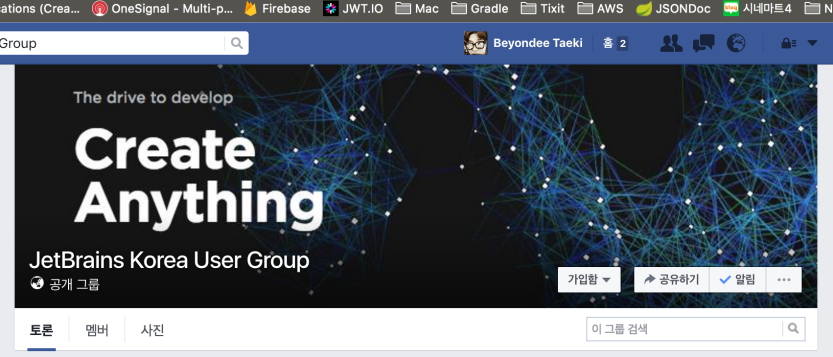 ations (Crea... OneSignal - Multi-p... Firebase JWT.IO Mac Gradle Tixit AWS JSONDoc blog 시네마트4 N
Group Beyondee Taeki 홈 2
The drive to develop
Create
Anything
JetBrains Korea User Group
공개 그룹
가입함 공유하기 알림 ...
토론 멤버 사진 이 그룹 검색